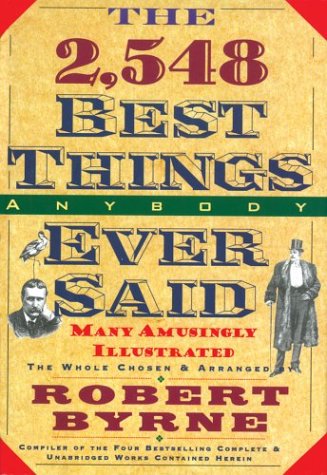 THE
2,548
BEST
THINGS
ANYBODY
EVER
SAID
MANY AMUSINGLY
ILLUSTRATED
THE WHOLE CHOSEN & ARRANGED BY
ROBERT
BYRNE
COMPILER OF THE FOUR BESTSELLING COMPLETE &
UNABRIDGED WORKS CONTAINED HEREIN